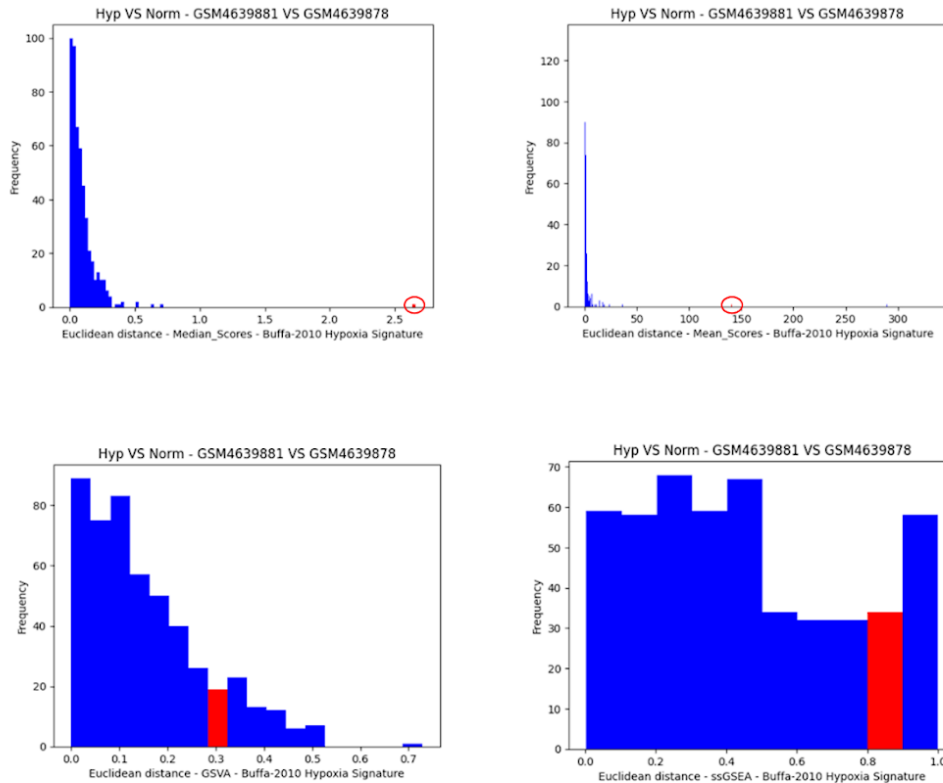 Hyp VS Norm - GSM4639881 VS GSM4639878
100
80
60
40
20
0
Frequency
0.0 0.5 1.0 1.5 2.0 2.5
Euclidean distance - Median_Scores - Buffa-2010 Hypoxia Signature
Hyp VS Norm - GSM4639881 VS GSM4639878
120
100
80
60
40
20
0
Frequency
0 50 100 150 200 250 300
Euclidean distance - Mean_Scores - Buffa-2010 Hypoxia Signature
Hyp VS Norm - GSM4639881 VS GSM4639878
80
60
40
20
0
Frequency
0.0 0.1 0.2 0.3 0.4 0.5 0.6 0.7
Euclidean distance - GSVA - Buffa-2010 Hypoxia Signature
Hyp VS Norm - GSM4639881 VS GSM4639878
70
60
50
40
30
20
10
0
Frequency
0.0 0.2 0.4 0.6 0.8 1.0
Euclidean distance - ssGSEA - Buffa-2010 Hypoxia Signature